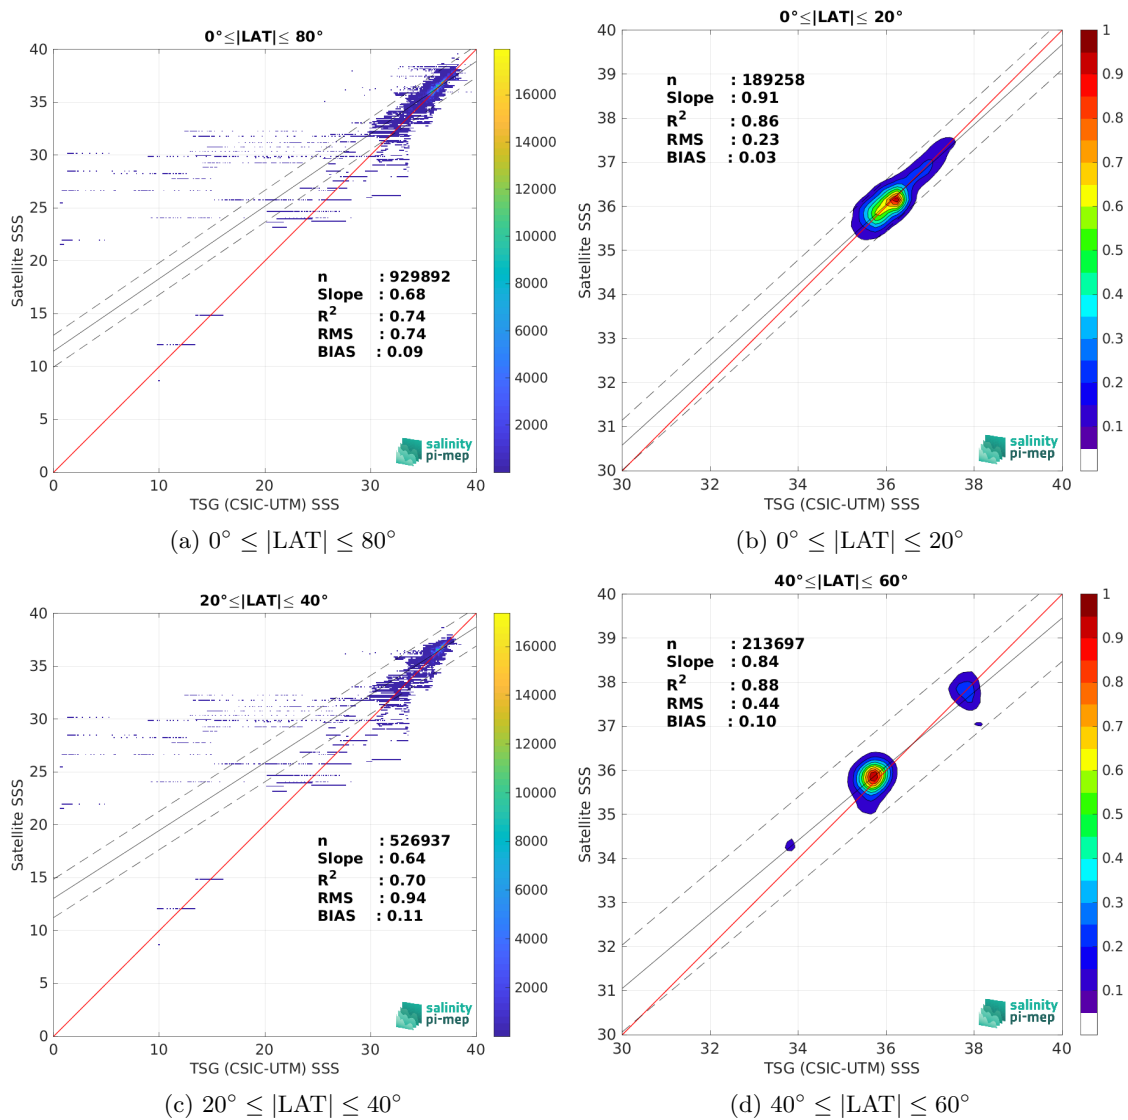 0°≤|LAT|≤ 80°
40
35
30
25
20
15
10
5
0
Satellite SSS
n : 929892
Slope : 0.68
R² : 0.74
RMS : 0.74
BIAS : 0.09
salinity
pi-mep
0 10 20 30 40
TSG (CSIC-UTM) SSS
16000
14000
12000
10000
8000
6000
4000
2000
(a) 0° ≤ |LAT| ≤ 80°
0°≤|LAT|≤ 20°
40
39
38
37
36
35
34
33
32
31
30
Satellite SSS
n : 189258
Slope : 0.91
R² : 0.86
RMS : 0.23
BIAS : 0.03
salinity
pi-mep
30 32 34 36 38 40
TSG (CSIC-UTM) SSS
1
0.9
0.8
0.7
0.6
0.5
0.4
0.3
0.2
0.1
(b) 0° ≤ |LAT| ≤ 20°
20°≤|LAT|≤ 40°
40
35
30
25
20
15
10
5
0
Satellite SSS
n : 526937
Slope : 0.64
R² : 0.70
RMS : 0.94
BIAS : 0.11
salinity
pi-mep
0 10 20 30 40
TSG (CSIC-UTM) SSS
16000
14000
12000
10000
8000
6000
4000
2000
0
(c) 20° ≤ |LAT| ≤ 40°
40°≤|LAT|≤ 60°
40
39
38
37
36
35
34
33
32
31
30
Satellite SSS
n : 213697
Slope : 0.84
R² : 0.88
RMS : 0.44
BIAS : 0.10
salinity
pi-mep
30 32 34 36 38 40
TSG (CSIC-UTM) SSS
1
0.9
0.8
0.7
0.6
0.5
0.4
0.3
0.2
0.1
(d) 40° ≤ |LAT| ≤ 60°